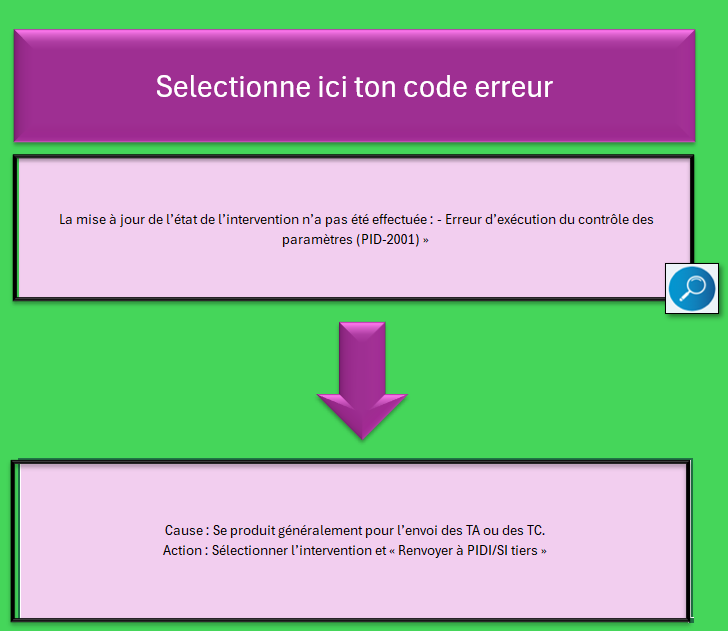 Selectionne ici ton code erreur
La mise à jour de l’état de l’intervention n’a pas été effectuée : - Erreur d’exécution du contrôle des
paramètres (PID-2001) »
Cause : Se produit généralement pour l’envoi des TA ou des TC.
Action : Sélectionner l’intervention et « Renvoyer à PIDI/SI tiers »